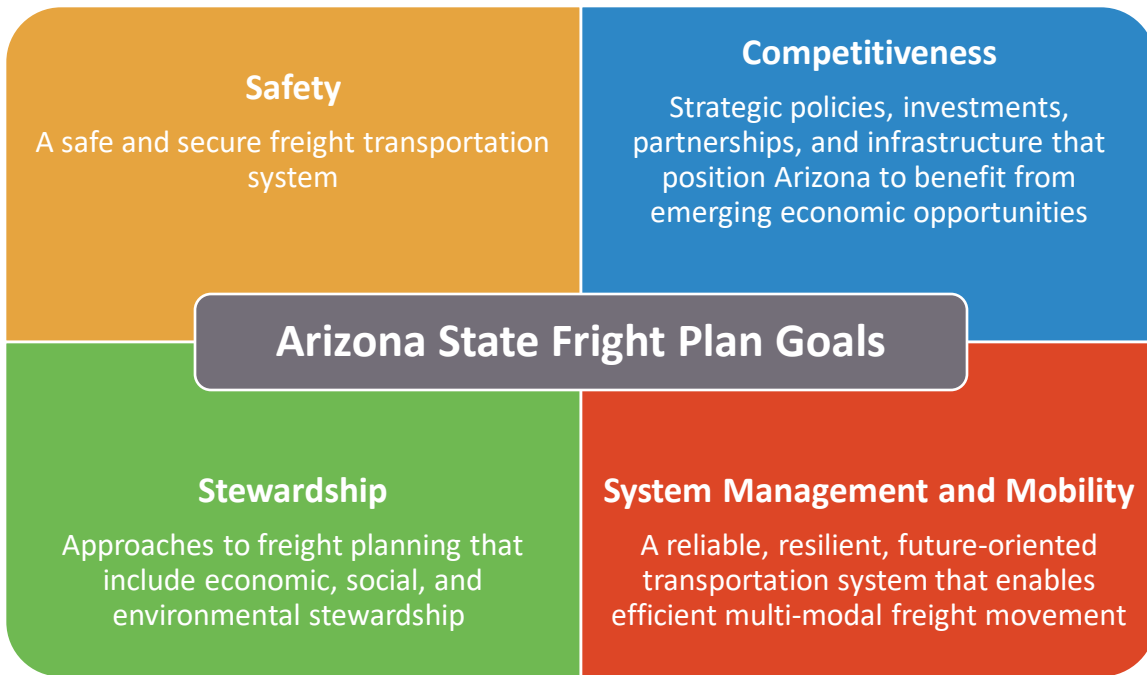 Safety
A safe and secure freight transportation
system
Competitiveness
Strategic policies, investments,
partnerships, and infrastructure that
position Arizona to benefit from
emerging economic opportunities
Arizona State Fright Plan Goals
Stewardship
Approaches to freight planning that
include economic, social, and
environmental stewardship
System Management and Mobility
A reliable, resilient, future-oriented
transportation system that enables
efficient multi-modal freight movement